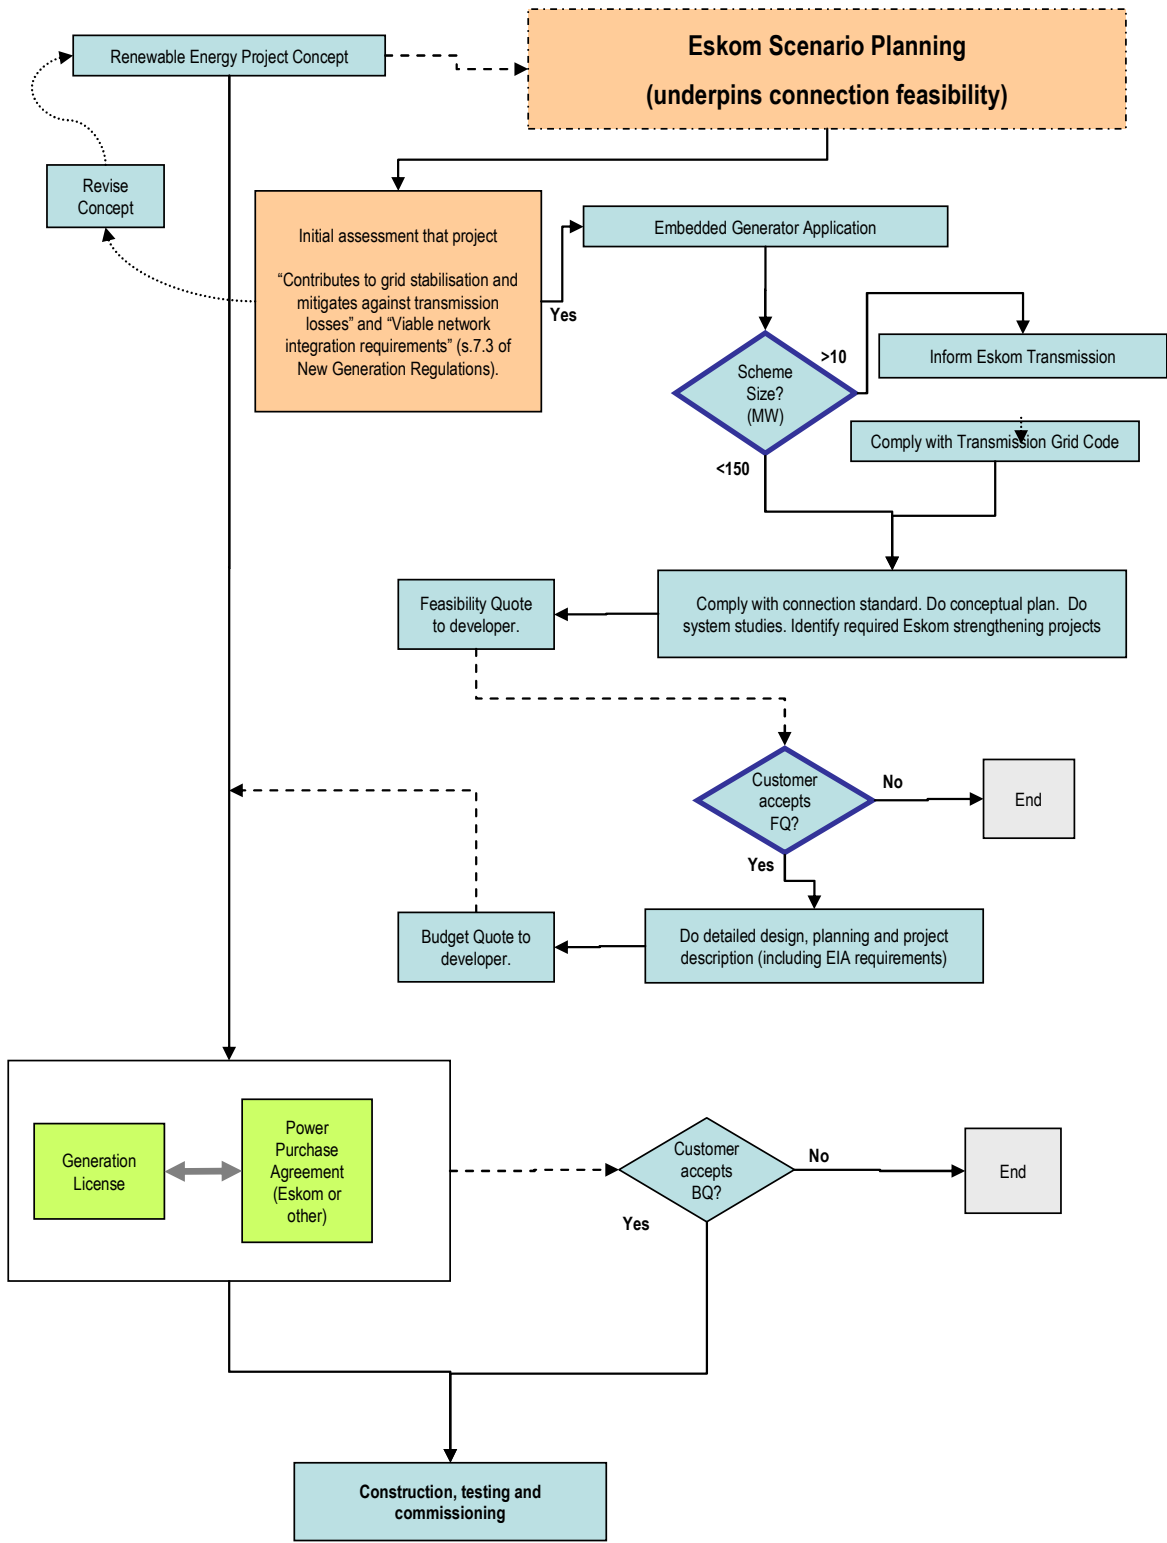 Renewable Energy Project Concept
Eskom Scenario Planning
(underpins connection feasibility)
Revise
Concept
Initial assessment that project
“Contributes to grid stabilisation and
mitigates against transmission
losses” and “Viable network
integration requirements” (s.7.3 of
New Generation Regulations).
Yes
Embedded Generator Application
Scheme
Size?
(MW)
>10
<150
Inform Eskom Transmission
Comply with Transmission Grid Code
Feasibility Quote
to developer.
Comply with connection standard. Do conceptual plan. Do
system studies. Identify required Eskom strengthening projects
Customer
accepts
FQ?
No
End
Yes
Budget Quote to
developer.
Do detailed design, planning and project
description (including EIA requirements)
Generation
License
Power
Purchase
Agreement
(Eskom or
other)
Customer
accepts
BQ?
No
End
Yes
Construction, testing and
commissioning